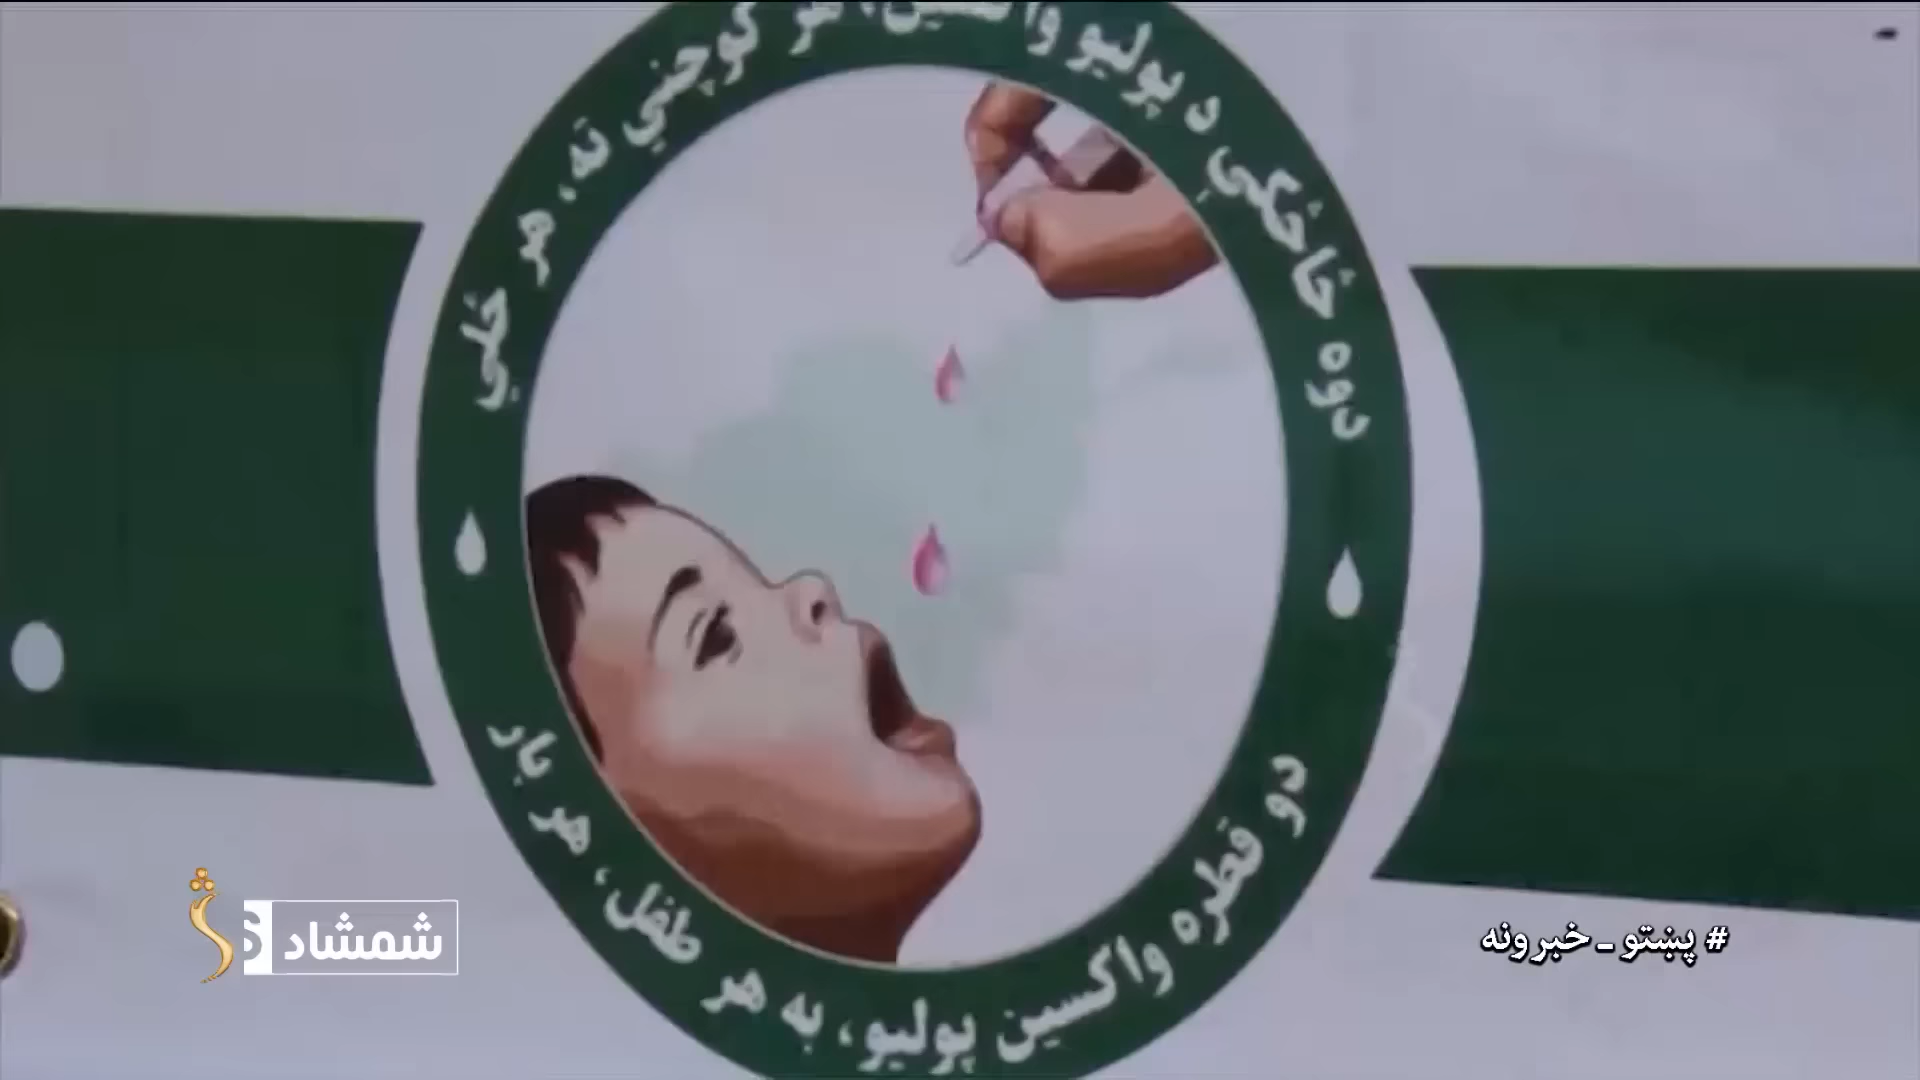 دوه څاڅکي د پولیو واکسین، هر کوچني ته، هر ځلي
دو قطره واکسین پولیو، به هر طفل، هر بار
شمشاد
# پښتو ـ خبرونه